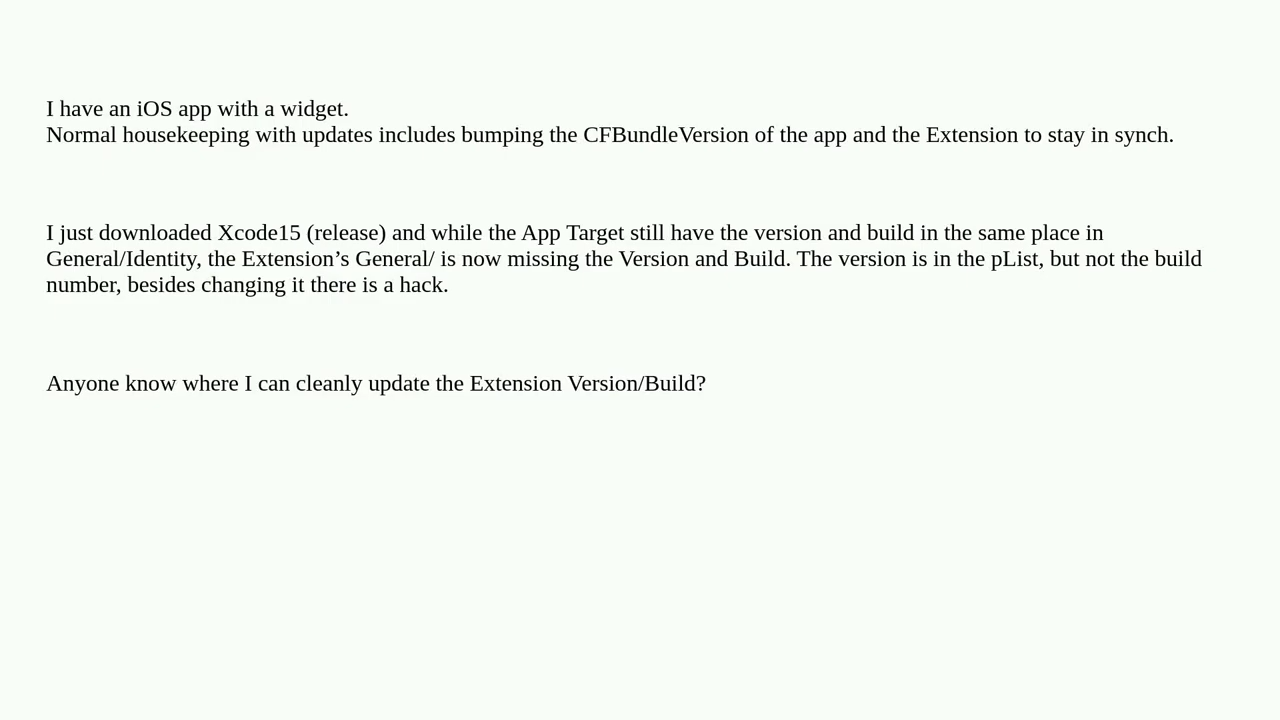 I have an iOS app with a widget.
Normal housekeeping with updates includes bumping the CFBundleVersion of the app and the Extension to stay in synch.
I just downloaded Xcode15 (release) and while the App Target still have the version and build in the same place in
General/Identity, the Extension’s General/ is now missing the Version and Build. The version is in the pList, but not the build
number, besides changing it there is a hack.
Anyone know where I can cleanly update the Extension Version/Build?